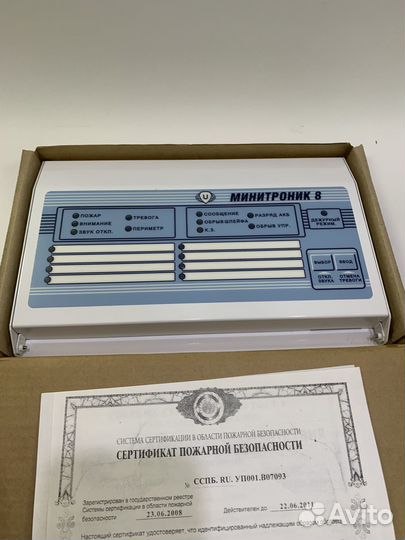 U
МИНИТРОНИК 8
ПОЖАР
ВНИМАНИЕ
ЗВУК ОТКЛ.
ТРЕВОГА
ПЕРИМЕТР
СООБЩЕНИЕ
ОБРЫВ ШЛЕЙФА
К.З.
РАЗРЯД АКБ
ОБРЫВ УПР.
ДЕЖУРНЫЙ
РЕЖИМ
ВЫБОР
ВВОД
ОТКЛ.
ЗВУКА
ОТМЕНА
ТРЕВОГИ
СИСТЕМА СЕРТИФИКАЦИИ В ОБЛАСТИ ПОЖАРНОЙ БЕЗОПАСНОСТИ
СЕРТИФИКАТ ПОЖАРНОЙ БЕЗОПАСНОСТИ
№ ССПБ. RU. УП001.В07093
Зарегистрирован в государственном реестре
Системы сертификации в области пожарной
безопасности 23.06.2008
Действителен до 22.06.2011
Настоящий сертификат удостоверяет, что идентифицированный надлежащим образом
Avito